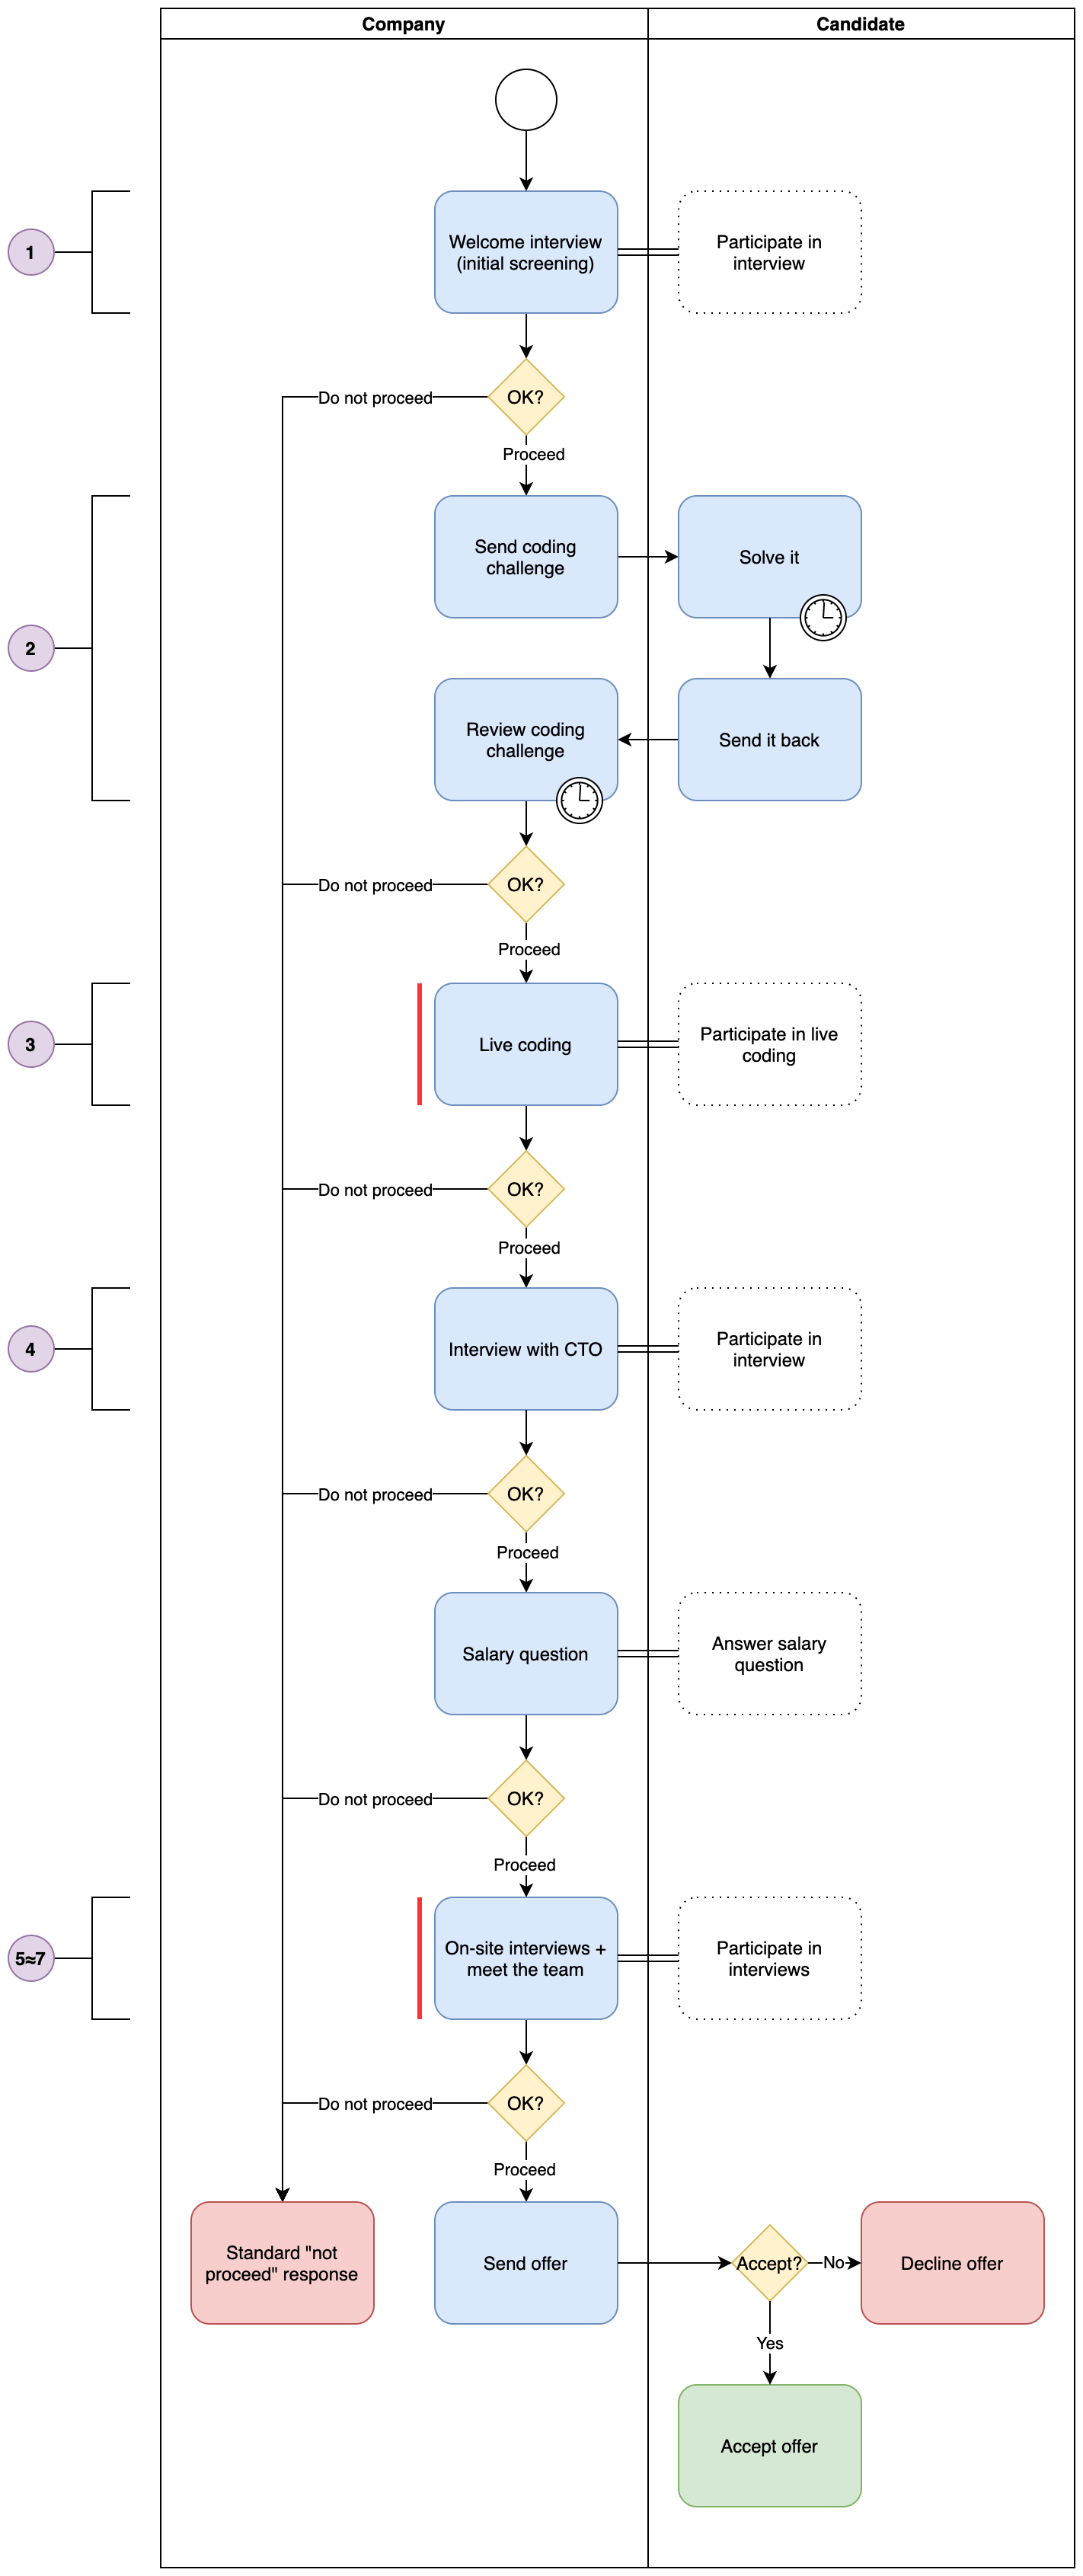 Company
Candidate
1
Welcome interview
(initial screening)
Participate in
interview
Do not proceed
OK?
Proceed
2
Send coding
challenge
Solve it
Review coding
challenge
Send it back
Do not proceed
OK?
Proceed
3
Live coding
Participate in live
coding
Do not proceed
OK?
Proceed
4
Interview with CTO
Participate in
interview
Do not proceed
OK?
Proceed
Salary question
Answer salary
question
Do not proceed
OK?
Proceed
5≈7
On-site interviews +
meet the team
Participate in
interviews
Do not proceed
OK?
Proceed
Standard "not
proceed" response
Send offer
Accept?
No
Decline offer
Yes
Accept offer